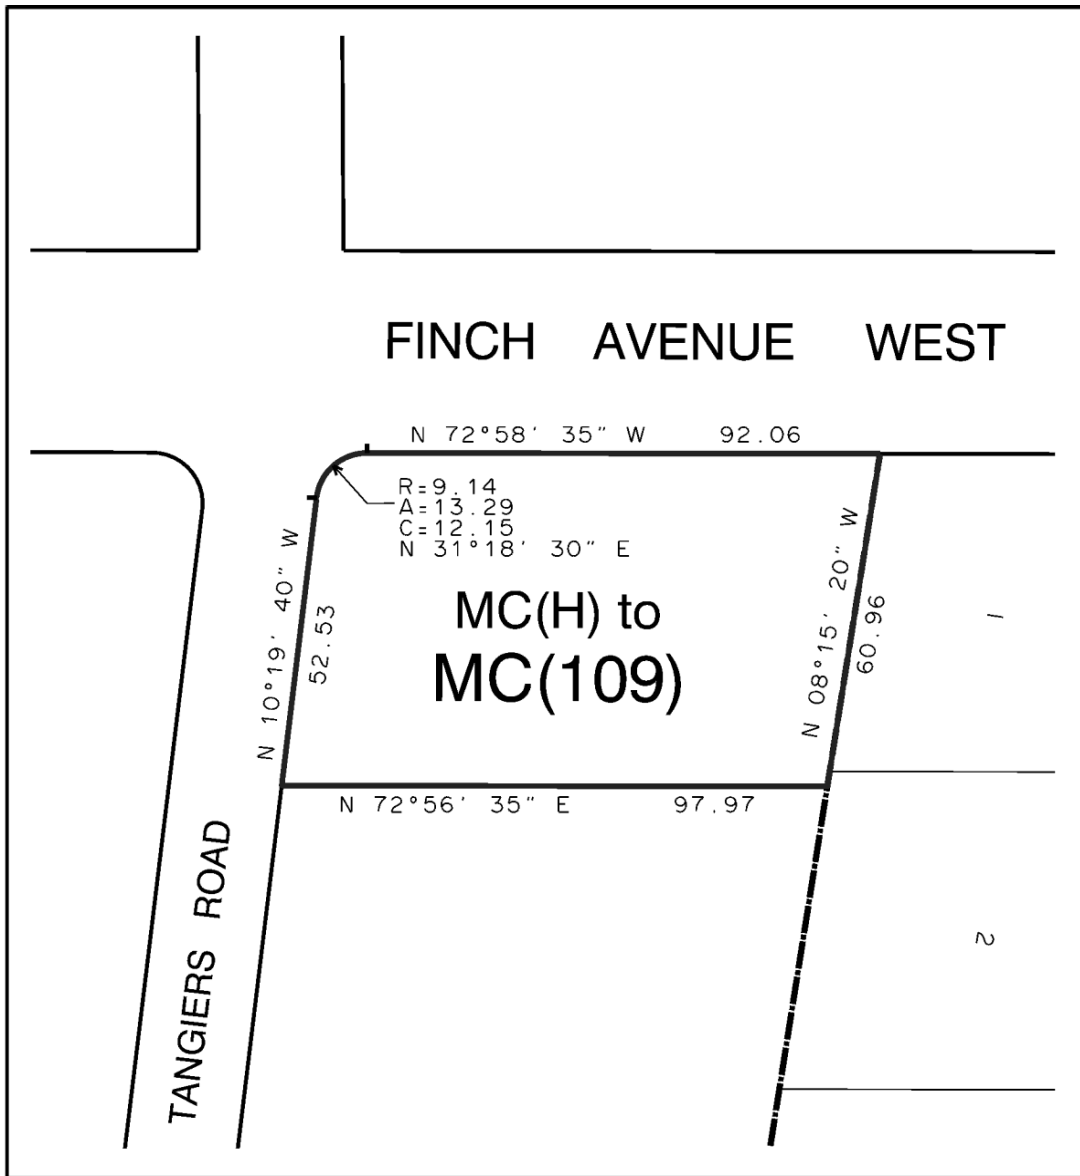 FINCH AVENUE WEST
N 72°58' 35" W 92.06
R=9.14
A=13.29
C=12.15
N 31°18' 30" E
N 10°19' 40" W
52.53
MC(H) to
MC(109)
N 08°15' 20" W
60.96
1
N 72°56' 35" E 97.97
TANGIERS ROAD
2